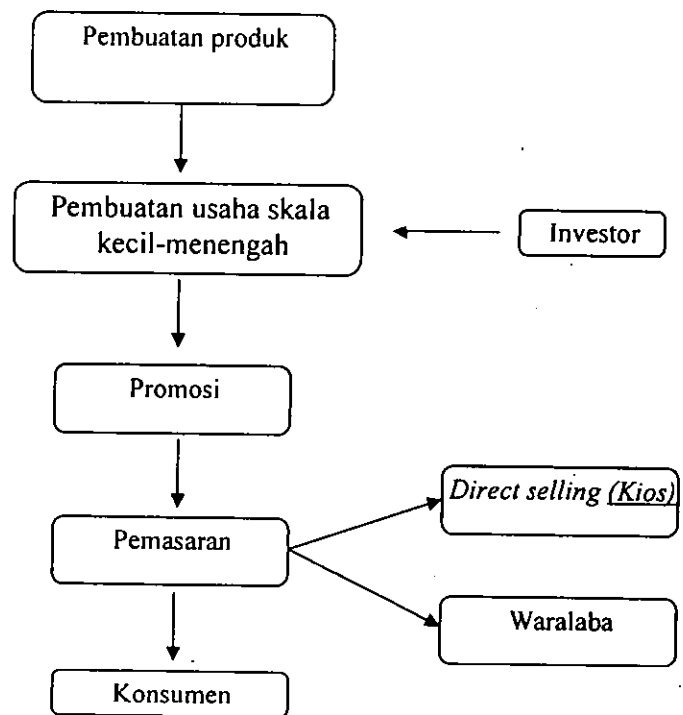 Pembuatan produk
Pembuatan usaha skala
kecil-menengah
Investor
Promosi
Direct selling (Kios)
Pemasaran
Waralaba
Konsumen